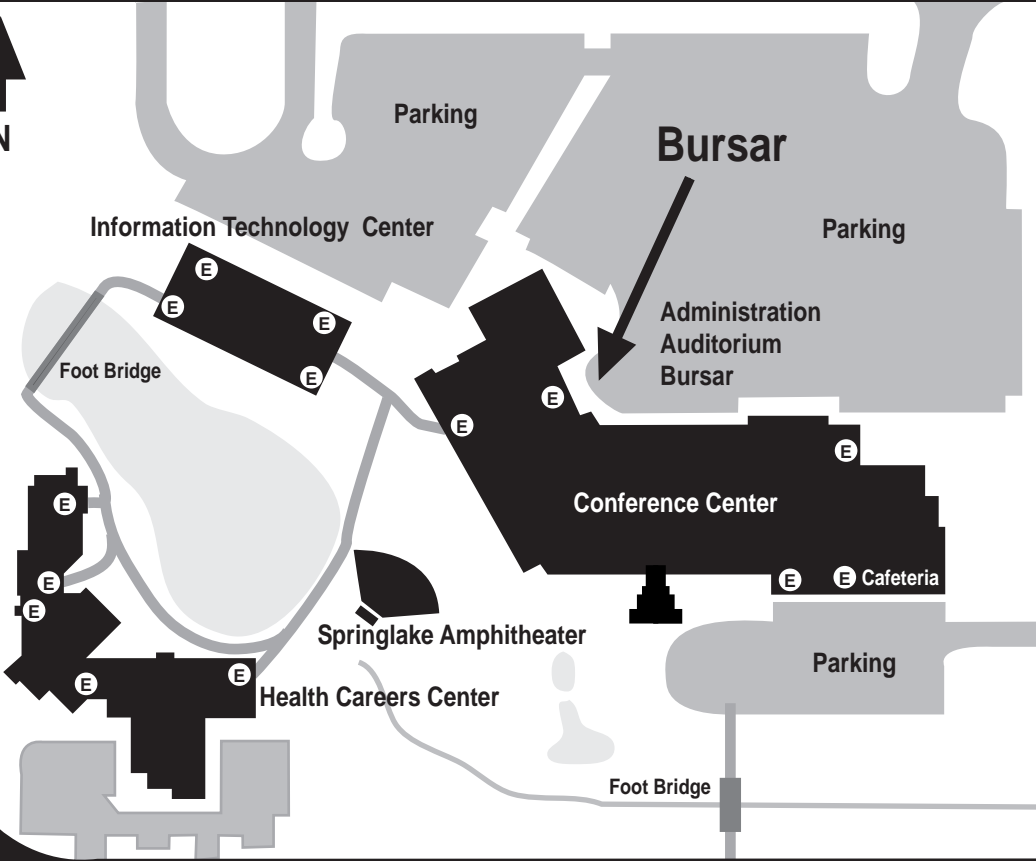 N
Parking
Bursar
Information Technology Center
Parking
E
E
E
E
Administration
Auditorium
Bursar
Foot Bridge
E
E
E
E
Conference Center
E
E
E Cafeteria
E
Springlake Amphitheater
Parking
E
E
Health Careers Center
Foot Bridge